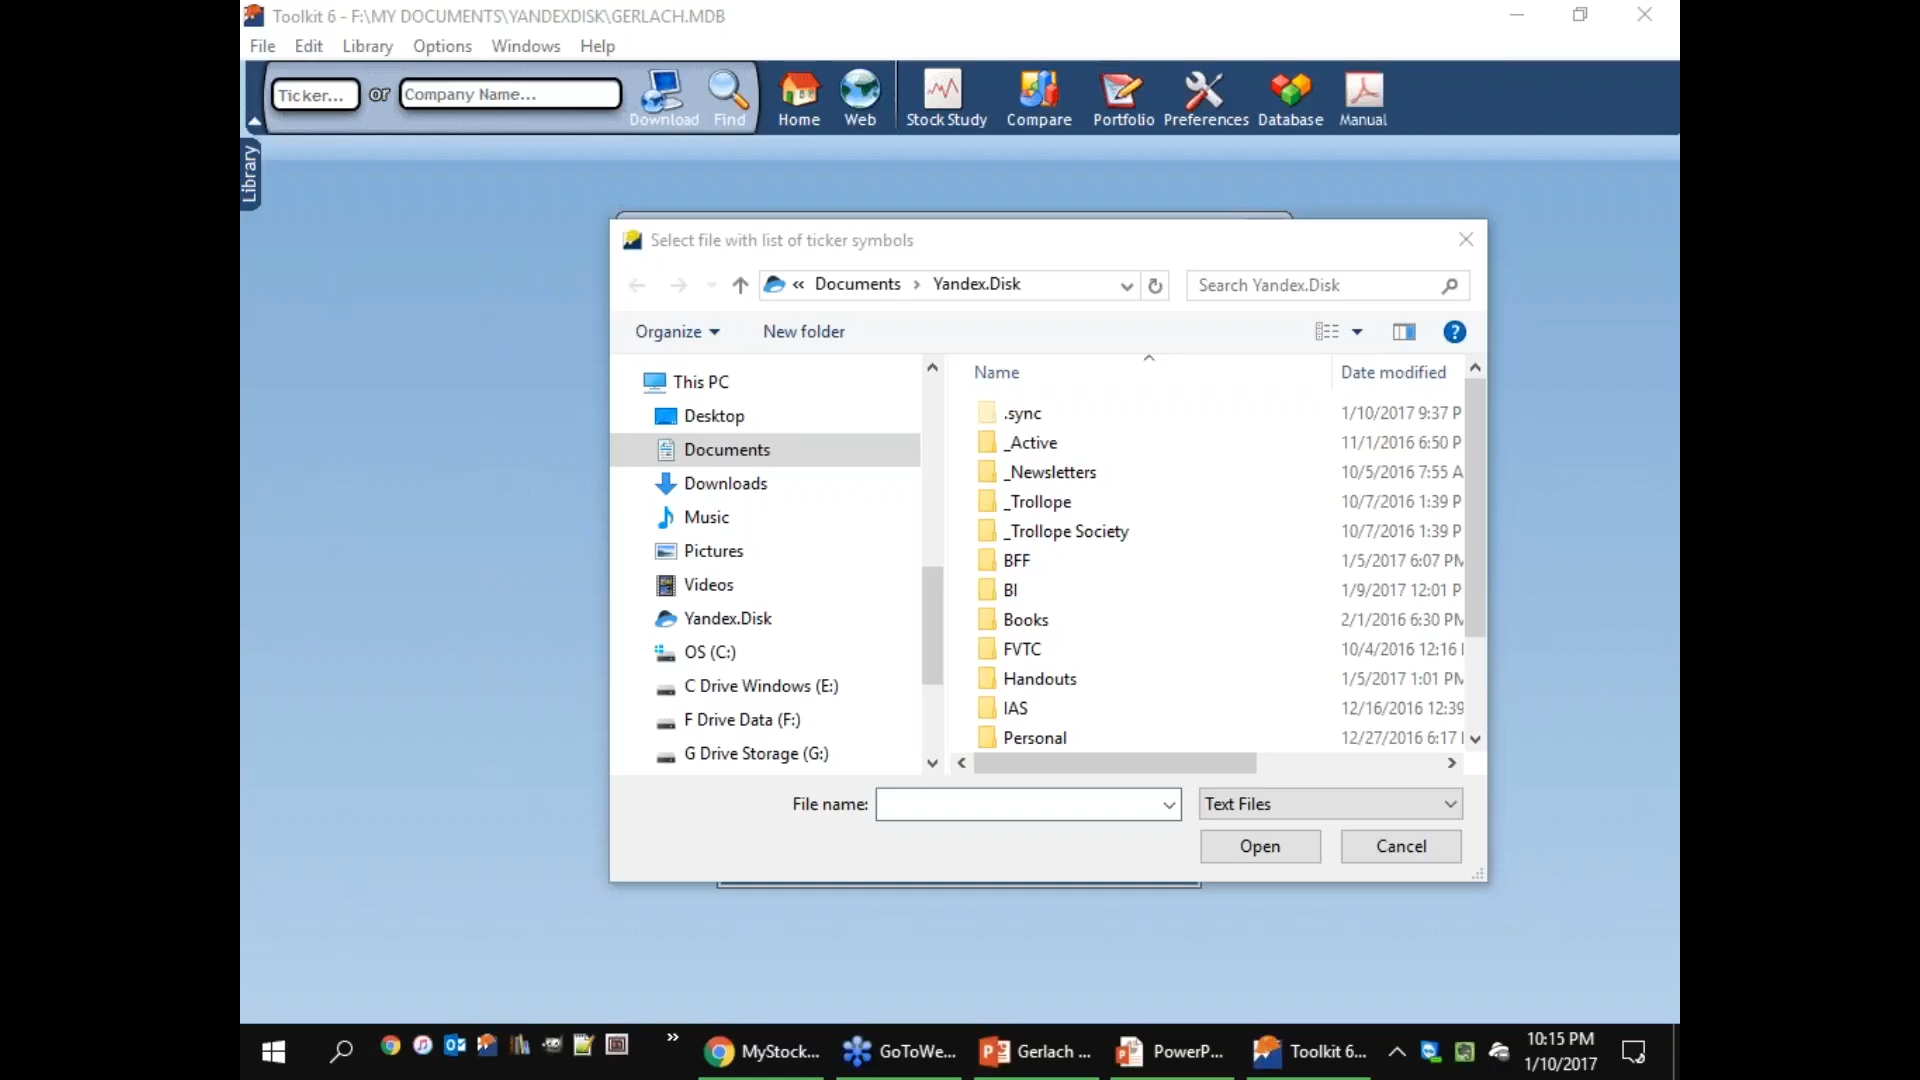 Toolkit 6 - F:\MY DOCUMENTS\YANDEXDISK\GERLACH.MDB
File Edit Library Options Windows Help
Ticker... or Company Name... Download Find Home Web Stock Study Compare Portfolio Preferences Database Manual
Library
Select file with list of ticker symbols
« Documents › Yandex.Disk Search Yandex.Disk
Organize New folder
Name Date modified
This PC
Desktop
Documents
Downloads
Music
Pictures
Videos
Yandex.Disk
OS (C:)
C Drive Windows (E:)
F Drive Data (F:)
G Drive Storage (G:)
.sync 1/10/2017 9:37 P
_Active 11/1/2016 6:50 P
_Newsletters 10/5/2016 7:55 A
_Trollope 10/7/2016 1:39 P
_Trollope Society 10/7/2016 1:39 P
BFF 1/5/2017 6:07 PM
BI 1/9/2017 12:01 P
Books 2/1/2016 6:30 PM
FVTC 10/4/2016 12:16
Handouts 1/5/2017 1:01 PM
IAS 12/16/2016 12:39
Personal 12/27/2016 6:17
File name: Text Files
Open Cancel
MyStock... GoToWe... Gerlach ... PowerP... Toolkit 6... 10:15 PM
1/10/2017